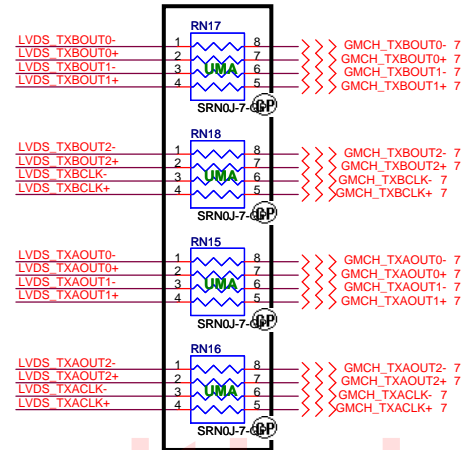 RN17
LVDS_TXBOUT0- 1 8 GMCH_TXBOUT0- 7
LVDS_TXBOUT0+ 2 7 GMCH_TXBOUT0+ 7
LVDS_TXBOUT1- 3 UMA 6 GMCH_TXBOUT1- 7
LVDS_TXBOUT1+ 4 5 GMCH_TXBOUT1+ 7
SRN0J-7-GP GP
RN18
LVDS_TXBOUT2- 1 8 GMCH_TXBOUT2- 7
LVDS_TXBOUT2+ 2 7 GMCH_TXBOUT2+ 7
LVDS_TXBCLK- 3 UMA 6 GMCH_TXBCLK- 7
LVDS_TXBCLK+ 4 5 GMCH_TXBCLK+ 7
SRN0J-7-GP GP
RN15
LVDS_TXAOUT0- 1 8 GMCH_TXAOUT0- 7
LVDS_TXAOUT0+ 2 7 GMCH_TXAOUT0+ 7
LVDS_TXAOUT1- 3 UMA 6 GMCH_TXAOUT1- 7
LVDS_TXAOUT1+ 4 5 GMCH_TXAOUT1+ 7
SRN0J-7-GP GP
RN16
LVDS_TXAOUT2- 1 8 GMCH_TXAOUT2- 7
LVDS_TXAOUT2+ 2 7 GMCH_TXAOUT2+ 7
LVDS_TXACLK- 3 UMA 6 GMCH_TXACLK- 7
LVDS_TXACLK+ 4 5 GMCH_TXACLK+ 7
SRN0J-7-GP GP